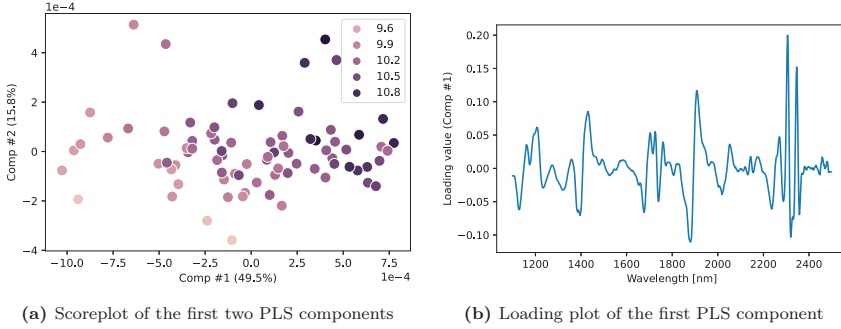 1e−4
4
2
0
−2
−4
Comp #2 (15.8%)
9.6
9.9
10.2
10.5
10.8
−10.0 −7.5 −5.0 −2.5 0.0 2.5 5.0 7.5
Comp #1 (49.5%) 1e−4
(a) Scoreplot of the first two PLS components
0.20
0.15
0.10
0.05
0.00
−0.05
−0.10
Loading value (Comp #1)
1200 1400 1600 1800 2000 2200 2400
Wavelength [nm]
(b) Loading plot of the first PLS component